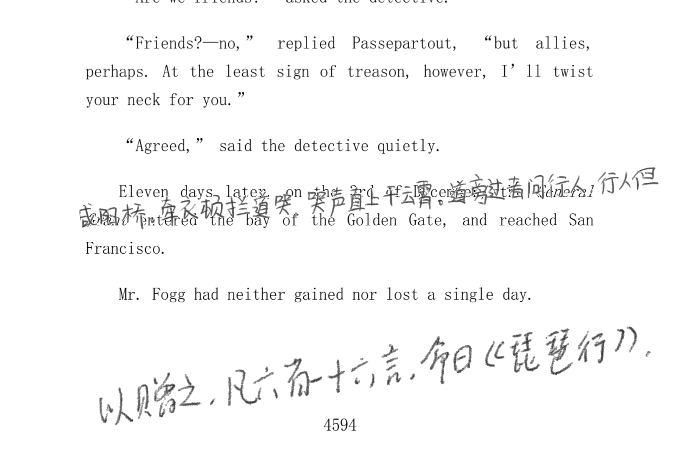 “Are we friends?” asked the detective.
“Friends?—no,” replied Passepartout, “but allies,
perhaps. At the least sign of treason, however, I’ll twist
your neck for you.”
“Agreed,” said the detective quietly.
Eleven days later, on the 3rd of December, the General
咸阳桥,牵衣顿拦道哭,哭声直上干云霄。道旁过者问行人,行人但
Grant entered the bay of the Golden Gate, and reached San
Francisco.
Mr. Fogg had neither gained nor lost a single day.
以赠之,凡六百一十六言,命曰《琵琶行》.
4594